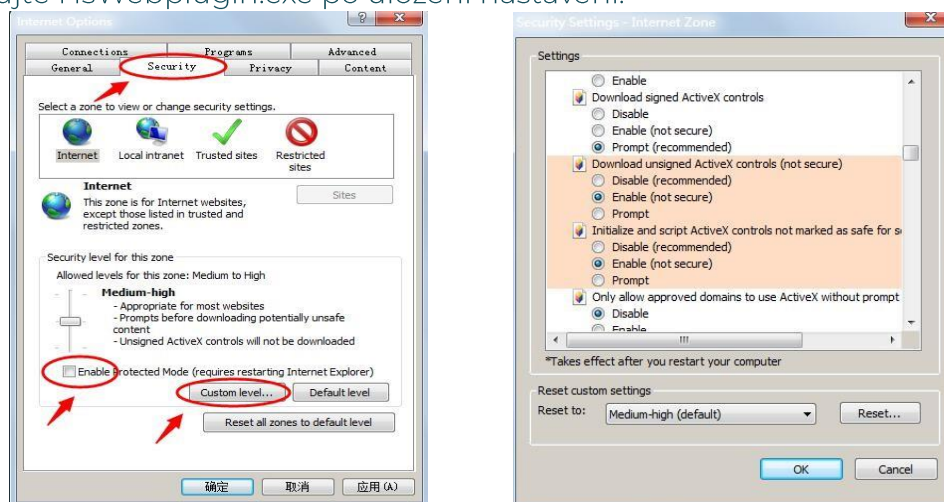 ajte HsWebplugin.exe po uložení nastavení.
Internet Options
Connections Programs Advanced
General Security Privacy Content
Select a zone to view or change security settings.
Internet Local intranet Trusted sites Restricted sites
Internet
This zone is for Internet websites,
except those listed in trusted and
restricted zones.
Sites
Security level for this zone
Allowed levels for this zone: Medium to High
Medium-high
- Appropriate for most websites
- Prompts before downloading potentially unsafe
content
- Unsigned ActiveX controls will not be downloaded
Enable Protected Mode (requires restarting Internet Explorer)
Custom level... Default level
Reset all zones to default level
确定 取消 应用(A)
Security Settings - Internet Zone
Settings
Enable
Download signed ActiveX controls
Disable
Enable (not secure)
Prompt (recommended)
Download unsigned ActiveX controls (not secure)
Disable (recommended)
Enable (not secure)
Prompt
Initialize and script ActiveX controls not marked as safe for s
Disable (recommended)
Enable (not secure)
Prompt
Only allow approved domains to use ActiveX without prompt
Disable
Enable
*Takes effect after you restart your computer
Reset custom settings
Reset to: Medium-high (default) Reset...
OK Cancel